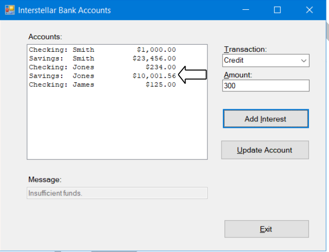 Interstellar Bank Accounts
Accounts:
Checking: Smith $1,000.00
Savings: Smith $23,456.00
Checking: Jones $234.00
Savings: Jones $10,001.56
Checking: James $125.00
Transaction:
Credit
Amount:
300
Add Interest
Update Account
Message:
Insufficient funds.
Exit